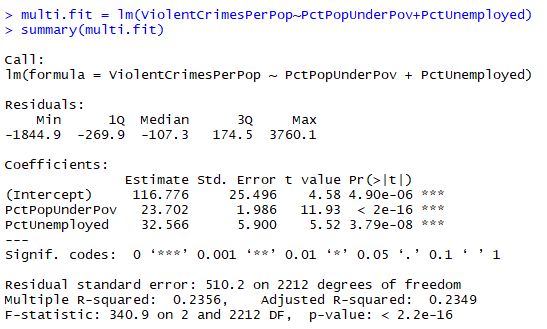 > multi.fit = lm(ViolentCrimesPerPop~PctPopUnderPov+PctUnemployed)
> summary(multi.fit)
Call:
lm(formula = ViolentCrimesPerPop ~ PctPopUnderPov + PctUnemployed)
Residuals:
    Min      1Q  Median      3Q     Max
-1844.9  -269.9  -107.3   174.5  3760.1
Coefficients:
               Estimate Std. Error t value Pr(>|t|)
(Intercept)     116.776     25.496    4.58 4.90e-06 ***
PctPopUnderPov   23.702      1.986   11.93  < 2e-16 ***
PctUnemployed    32.566      5.900    5.52 3.79e-08 ***
---
Signif. codes:  0 ‘***’ 0.001 ‘**’ 0.01 ‘*’ 0.05 ‘.’ 0.1 ‘ ’ 1
Residual standard error: 510.2 on 2212 degrees of freedom
Multiple R-squared:  0.2356,    Adjusted R-squared:  0.2349
F-statistic: 340.9 on 2 and 2212 DF,  p-value: < 2.2e-16